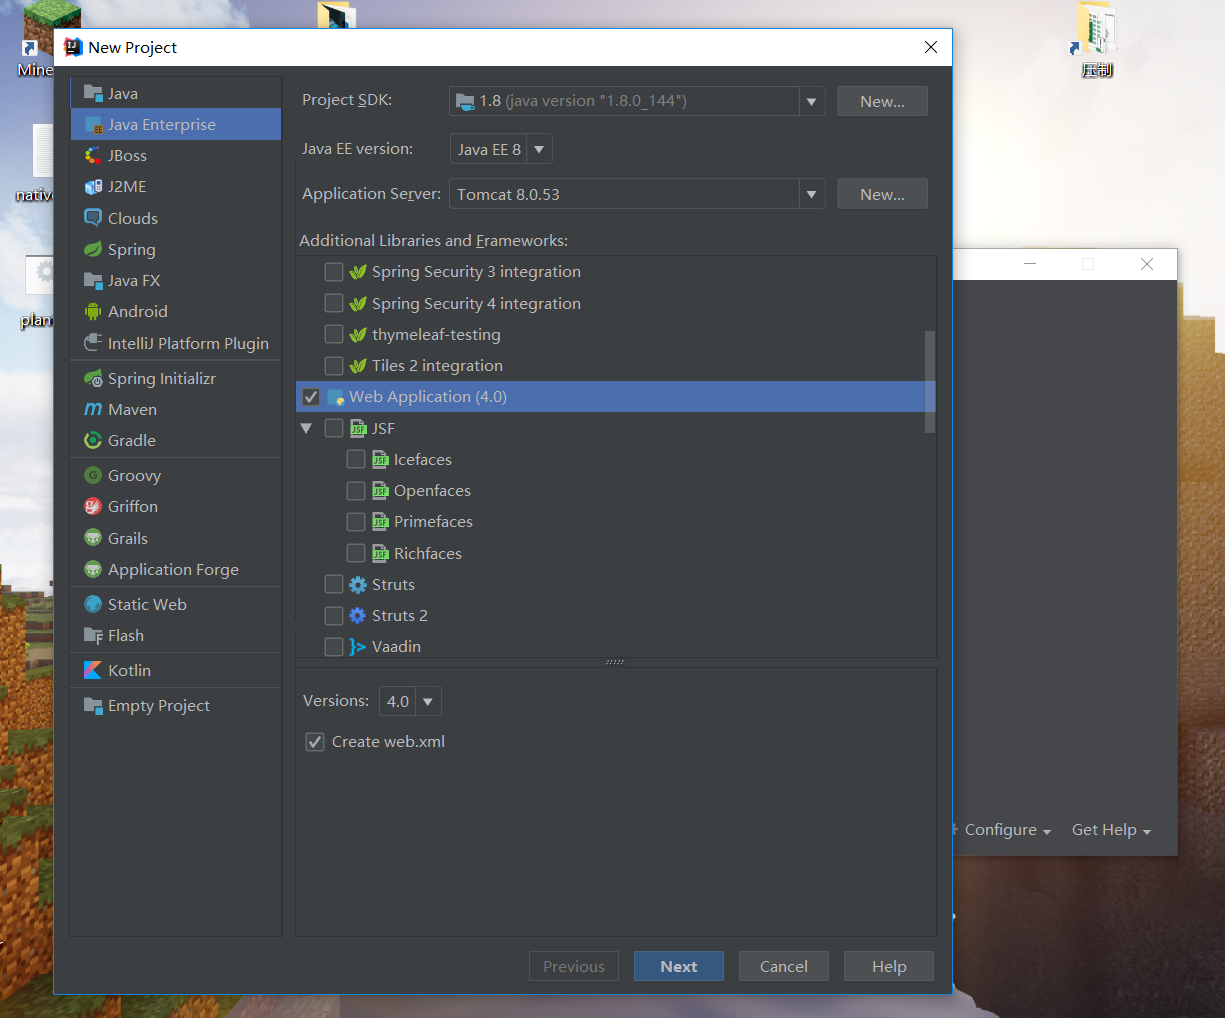 Mine
压制
New Project
Java
Java Enterprise
JBoss
J2ME
Clouds
Spring
Java FX
Android
IntelliJ Platform Plugin
Spring Initializr
Maven
Gradle
Groovy
Griffon
Grails
Application Forge
Static Web
Flash
Kotlin
Empty Project
Project SDK:
1.8 (java version "1.8.0_144")
New...
Java EE version:
Java EE 8
Application Server:
Tomcat 8.0.53
New...
Additional Libraries and Frameworks:
Spring Security 3 integration
Spring Security 4 integration
thymeleaf-testing
Tiles 2 integration
Web Application (4.0)
JSF
Icefaces
Openfaces
Primefaces
Richfaces
Struts
Struts 2
Vaadin
Versions:
4.0
Create web.xml
Previous
Next
Cancel
Help
Configure
Get Help
native